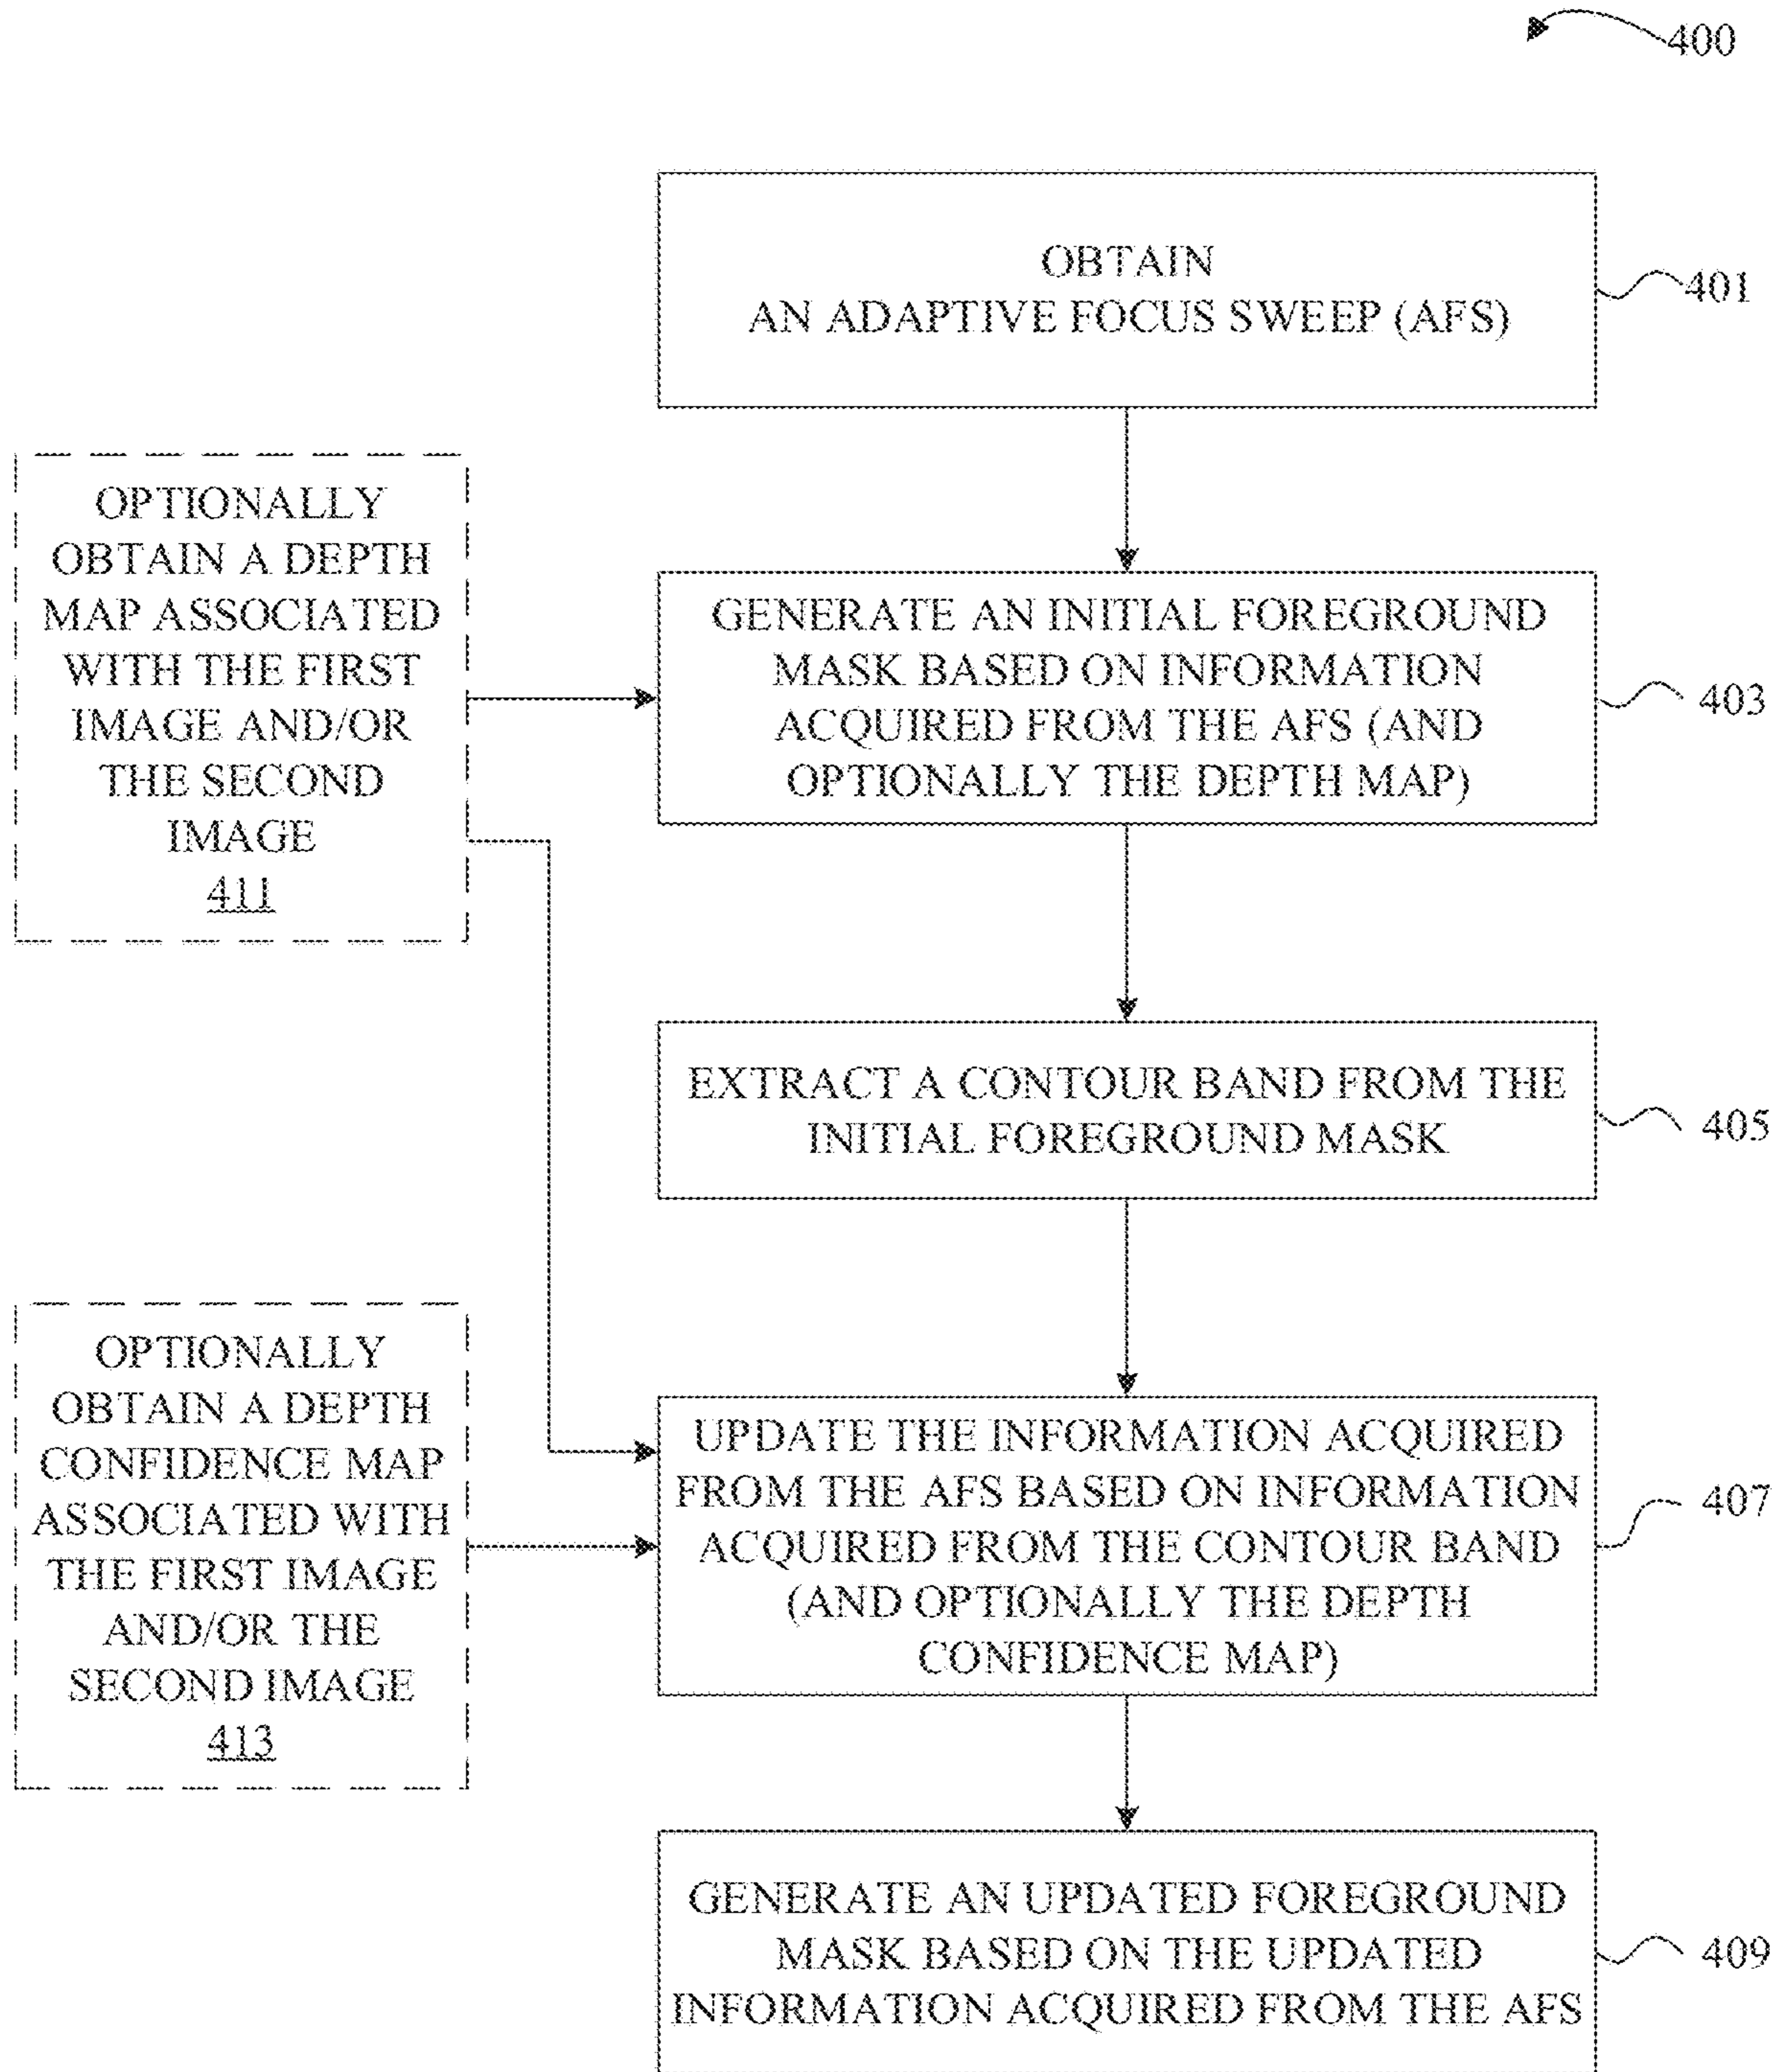 400
OBTAIN
AN ADAPTIVE FOCUS SWEEP (AFS)
401
OPTIONALLY
OBTAIN A DEPTH
MAP ASSOCIATED
WITH THE FIRST
IMAGE AND/OR
THE SECOND
IMAGE
411
GENERATE AN INITIAL FOREGROUND
MASK BASED ON INFORMATION
ACQUIRED FROM THE AFS (AND
OPTIONALLY THE DEPTH MAP)
403
EXTRACT A CONTOUR BAND FROM THE
INITIAL FOREGROUND MASK
405
OPTIONALLY
OBTAIN A DEPTH
CONFIDENCE MAP
ASSOCIATED WITH
THE FIRST IMAGE
AND/OR THE
SECOND IMAGE
413
UPDATE THE INFORMATION ACQUIRED
FROM THE AFS BASED ON INFORMATION
ACQUIRED FROM THE CONTOUR BAND
(AND OPTIONALLY THE DEPTH
CONFIDENCE MAP)
407
GENERATE AN UPDATED FOREGROUND
MASK BASED ON THE UPDATED
INFORMATION ACQUIRED FROM THE AFS
409